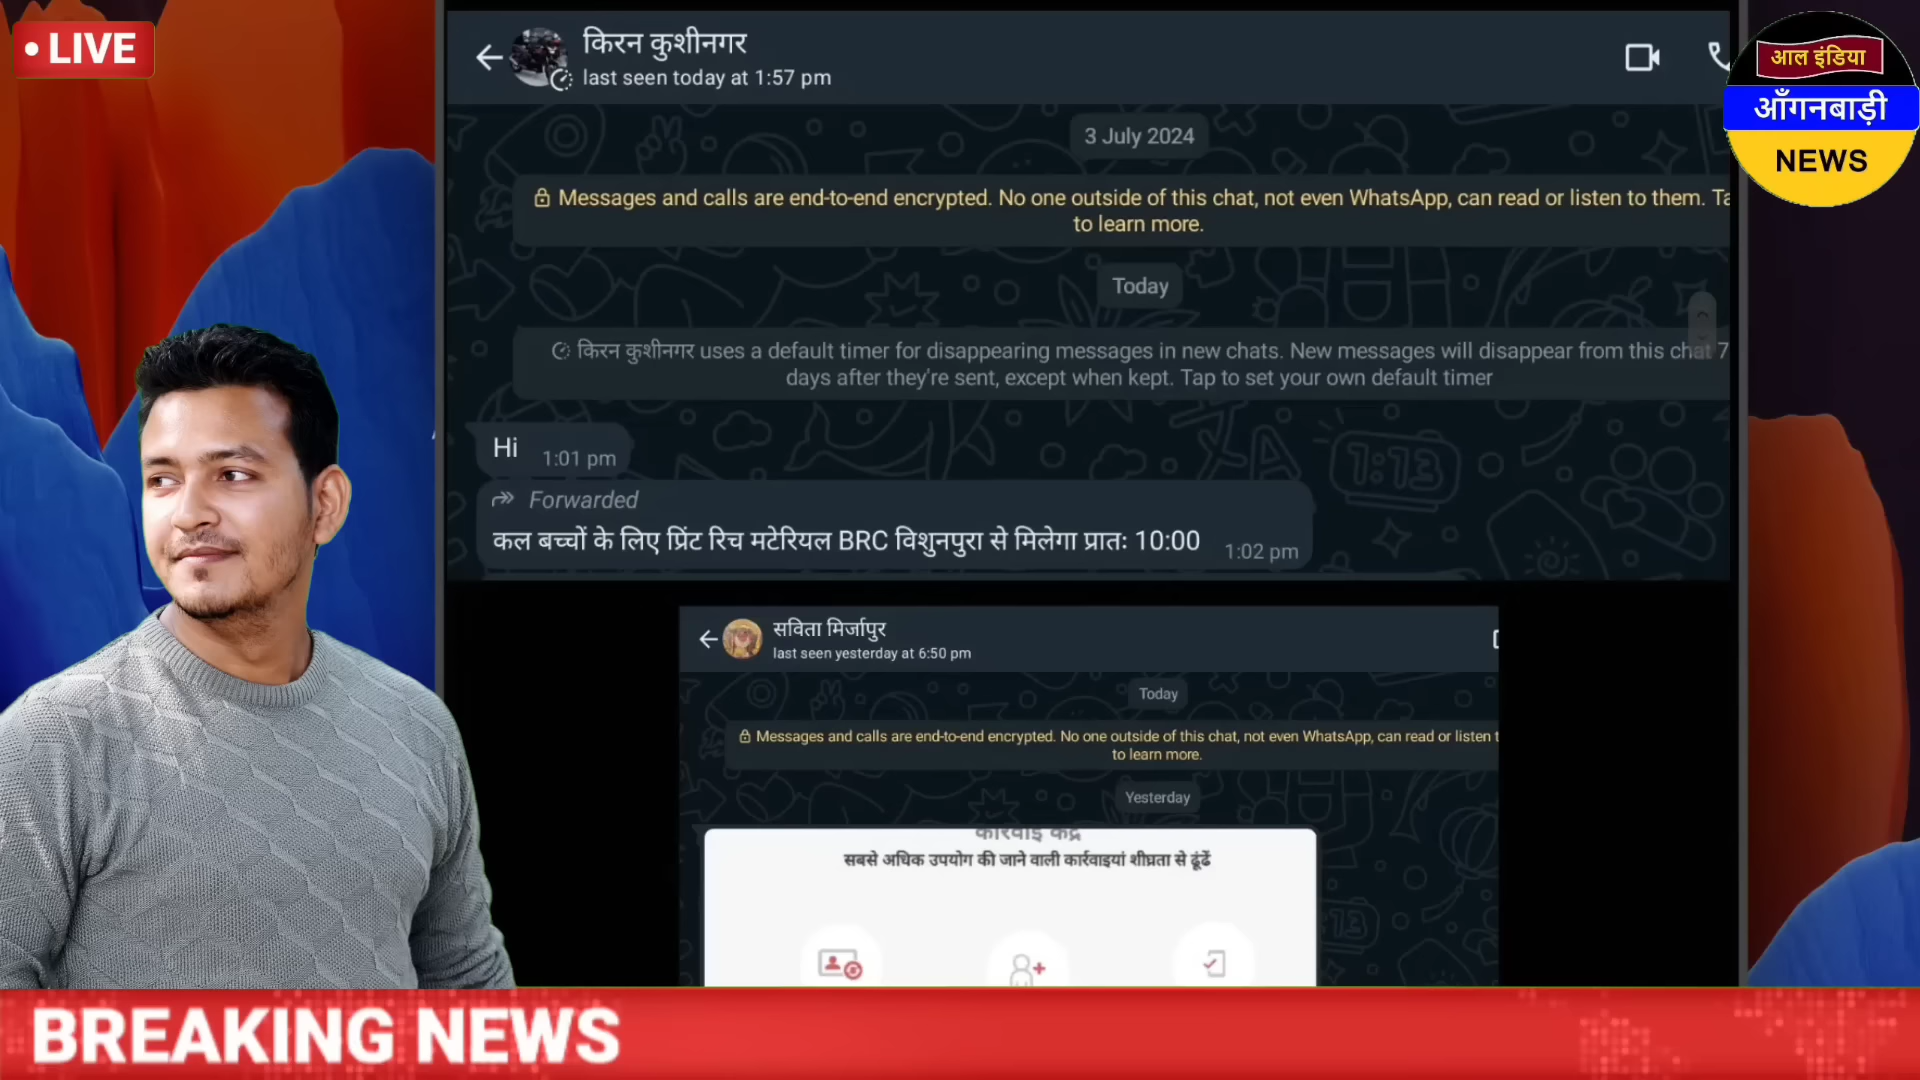 LIVE
किरन कुशीनगर
last seen today at 1:57 pm
आल इंडिया
आँगनबाड़ी
NEWS
3 July 2024
Messages and calls are end-to-end encrypted. No one outside of this chat, not even WhatsApp, can read or listen to them. Ta
to learn more.
Today
किरन कुशीनगर uses a default timer for disappearing messages in new chats. New messages will disappear from this chat 7
days after they're sent, except when kept. Tap to set your own default timer
Hi 1:01 pm
Forwarded
कल बच्चों के लिए प्रिंट रिच मटेरियल BRC विशुनपुरा से मिलेगा प्रातः 10:00 1:02 pm
सविता मिर्जापुर
last seen yesterday at 6:50 pm
Today
Messages and calls are end-to-end encrypted. No one outside of this chat, not even WhatsApp, can read or listen t
to learn more.
Yesterday
सबसे अधिक उपयोग की जाने वाली कार्रवाइयां शीघ्रता से ढूंढें
BREAKING NEWS